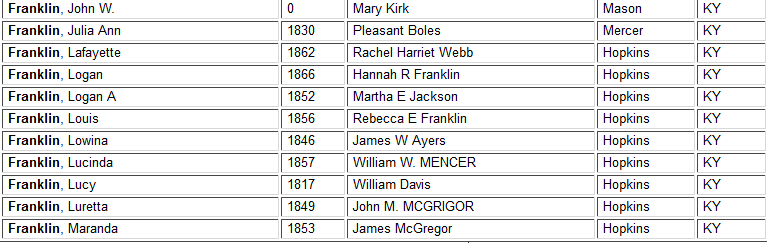 Franklin, John W. 0 Mary Kirk Mason KY
Franklin, Julia Ann 1830 Pleasant Boles Mercer KY
Franklin, Lafayette 1862 Rachel Harriet Webb Hopkins KY
Franklin, Logan 1866 Hannah R Franklin Hopkins KY
Franklin, Logan A 1852 Martha E Jackson Hopkins KY
Franklin, Louis 1856 Rebecca E Franklin Hopkins KY
Franklin, Lowina 1846 James W Ayers Hopkins KY
Franklin, Lucinda 1857 William W. MENCER Hopkins KY
Franklin, Lucy 1817 William Davis Hopkins KY
Franklin, Luretta 1849 John M. MCGRIGOR Hopkins KY
Franklin, Maranda 1853 James McGregor Hopkins KY